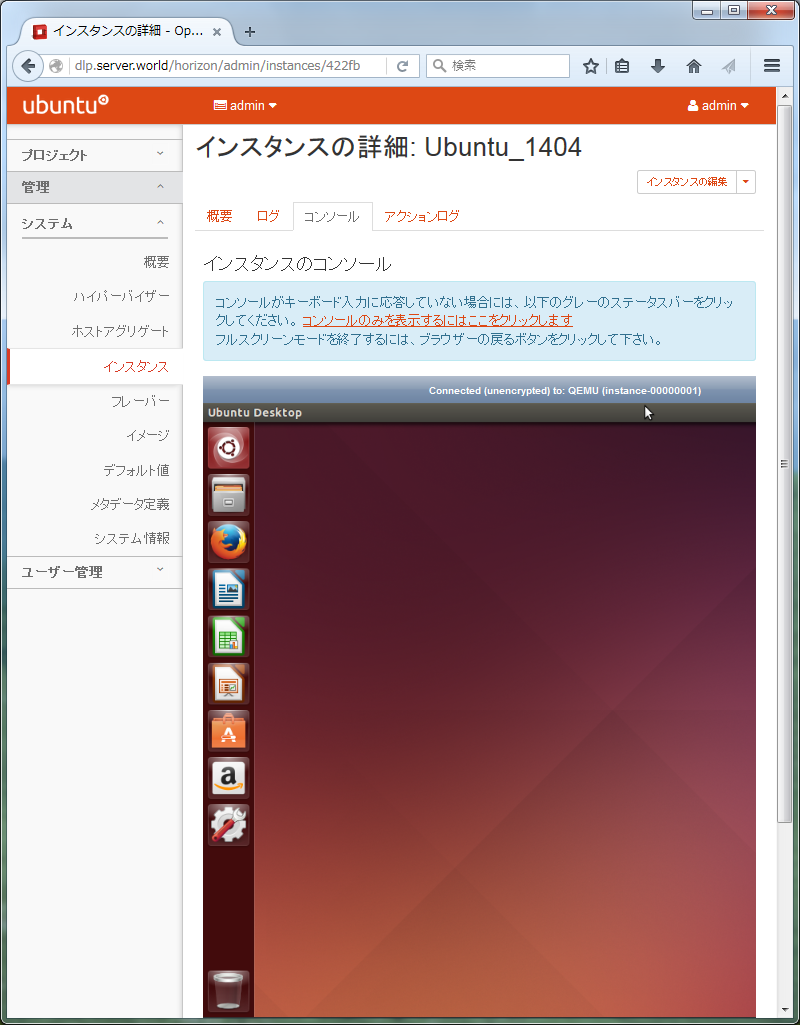 インスタンスの詳細 - Op...
dlp.server.world/horizon/admin/instances/422fb
検索
ubuntu
admin
admin
プロジェクト
管理
システム
概要
ハイパーバイザー
ホストアグリゲート
インスタンス
フレーバー
イメージ
デフォルト値
メタデータ定義
システム情報
ユーザー管理
インスタンスの詳細: Ubuntu_1404
インスタンスの編集
概要 ログ コンソール アクションログ
インスタンスのコンソール
コンソールがキーボード入力に応答していない場合には、以下のグレーのステータスバーをクリッ
クしてください。コンソールのみを表示するにはここをクリックします
フルスクリーンモードを終了するには、ブラウザーの戻るボタンをクリックして下さい。
Connected (unencrypted) to: QEMU (instance-00000001)
Ubuntu Desktop